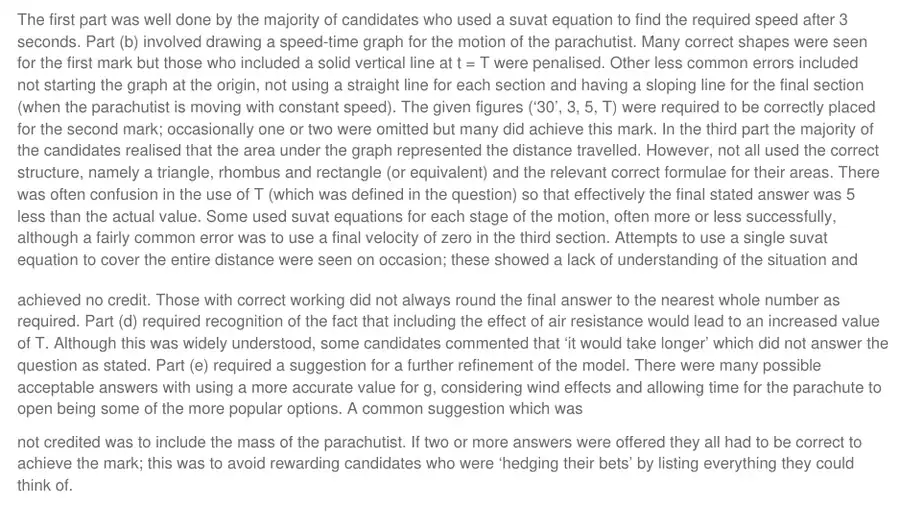 The first part was well done by the majority of candidates who used a suvat equation to find the required speed after 3
seconds. Part (b) involved drawing a speed-time graph for the motion of the parachutist. Many correct shapes were seen
for the first mark but those who included a solid vertical line at t = T were penalised. Other less common errors included
not starting the graph at the origin, not using a straight line for each section and having a sloping line for the final section
(when the parachutist is moving with constant speed). The given figures (‘30’, 3, 5, T) were required to be correctly placed
for the second mark; occasionally one or two were omitted but many did achieve this mark. In the third part the majority of
the candidates realised that the area under the graph represented the distance travelled. However, not all used the correct
structure, namely a triangle, rhombus and rectangle (or equivalent) and the relevant correct formulae for their areas. There
was often confusion in the use of T (which was defined in the question) so that effectively the final stated answer was 5
less than the actual value. Some used suvat equations for each stage of the motion, often more or less successfully,
although a fairly common error was to use a final velocity of zero in the third section. Attempts to use a single suvat
equation to cover the entire distance were seen on occasion; these showed a lack of understanding of the situation and
achieved no credit. Those with correct working did not always round the final answer to the nearest whole number as
required. Part (d) required recognition of the fact that including the effect of air resistance would lead to an increased value
of T. Although this was widely understood, some candidates commented that ‘it would take longer’ which did not answer the
question as stated. Part (e) required a suggestion for a further refinement of the model. There were many possible
acceptable answers with using a more accurate value for g, considering wind effects and allowing time for the parachute to
open being some of the more popular options. A common suggestion which was
not credited was to include the mass of the parachutist. If two or more answers were offered they all had to be correct to
achieve the mark; this was to avoid rewarding candidates who were ‘hedging their bets’ by listing everything they could
think of.